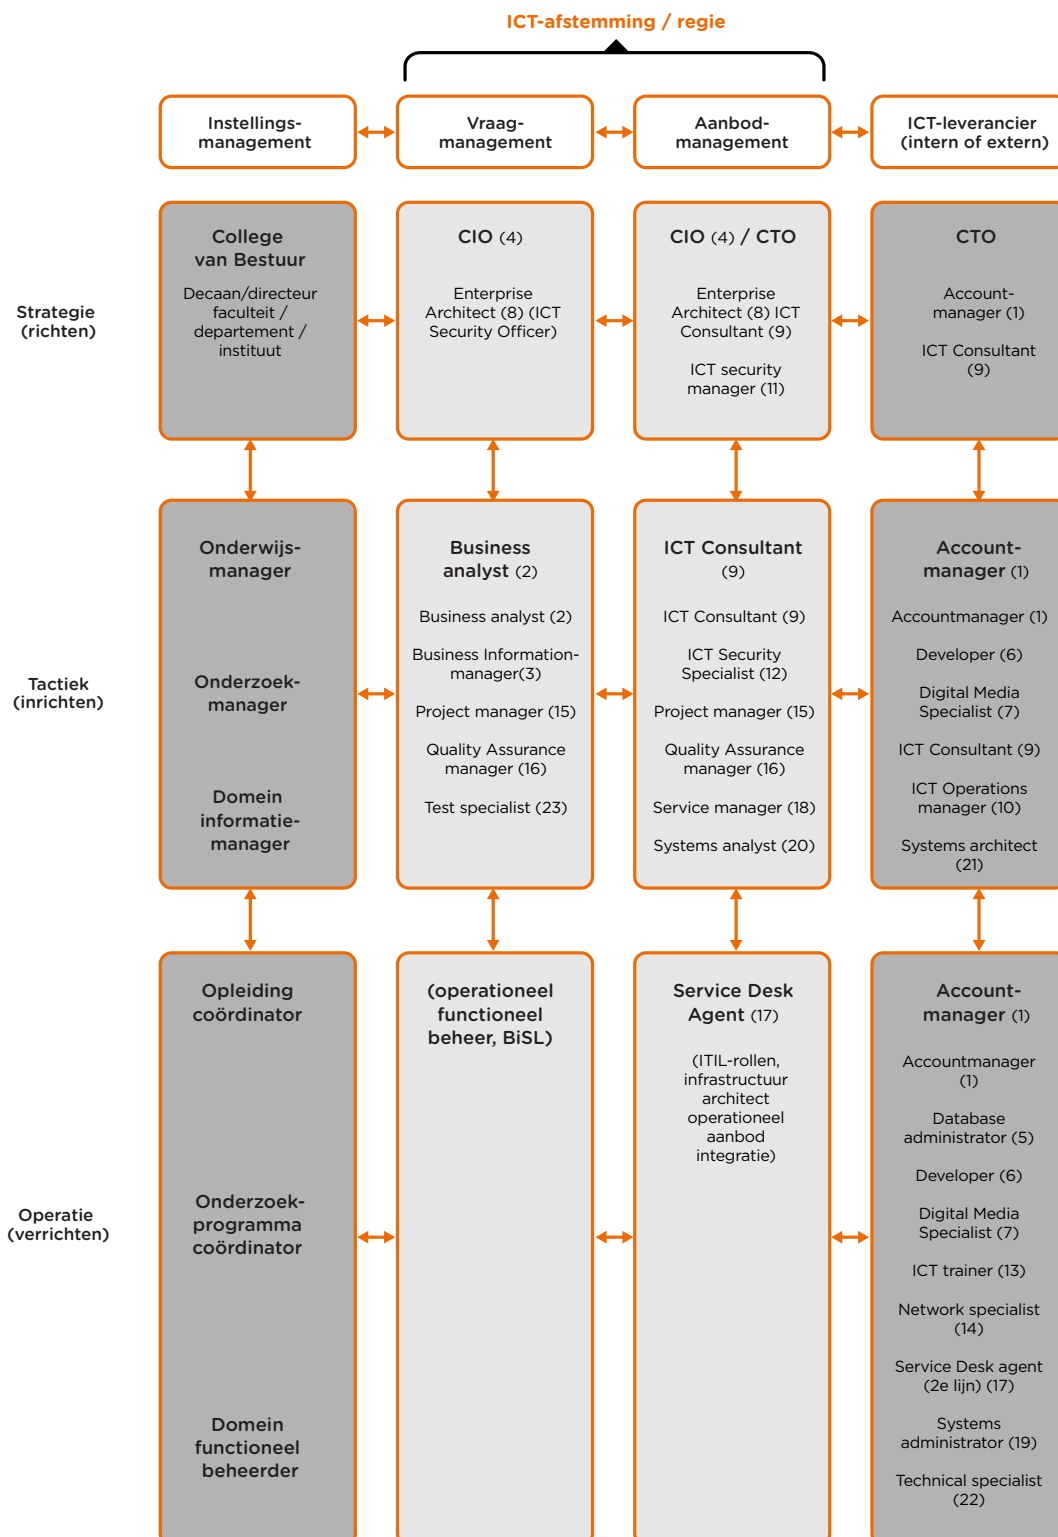 ICT-afstemming / regie
Instellings-
management
Vraag-
management
Aanbod-
management
ICT-leverancier
(intern of extern)
Strategie
(richten)
College
van Bestuur
Decaan/directeur
faculteit /
departement /
instituut
CIO (4)
Enterprise
Architect (8) (ICT
Security Officer)
CIO (4) / CTO
Enterprise
Architect (8) ICT
Consultant (9)
ICT security
manager (11)
CTO
Account-
manager (1)
ICT Consultant
(9)
Tactiek
(inrichten)
Onderwijs-
manager
Onderzoek-
manager
Domein
informatie-
manager
Business
analyst (2)
Business analyst (2)
Business Information-
manager(3)
Project manager (15)
Quality Assurance
manager (16)
Test specialist (23)
ICT Consultant
(9)
ICT Consultant (9)
ICT Security
Specialist (12)
Project manager (15)
Quality Assurance
manager (16)
Service manager (18)
Systems analyst (20)
Account-
manager (1)
Accountmanager (1)
Developer (6)
Digital Media
Specialist (7)
ICT Consultant (9)
ICT Operations
manager (10)
Systems architect
(21)
Operatie
(verrichten)
Opleiding
coördinator
Onderzoek-
programma
coördinator
Domein
functioneel
beheerder
(operationeel
functioneel
beheer, BiSL)
Service Desk
Agent (17)
(ITIL-rollen,
infrastructuur
architect
operationeel
aanbod
integratie)
Account-
manager (1)
Accountmanager
(1)
Database
administrator (5)
Developer (6)
Digital Media
Specialist (7)
ICT trainer (13)
Network specialist
(14)
Service Desk agent
(2e lijn) (17)
Systems
administrator (19)
Technical specialist
(22)